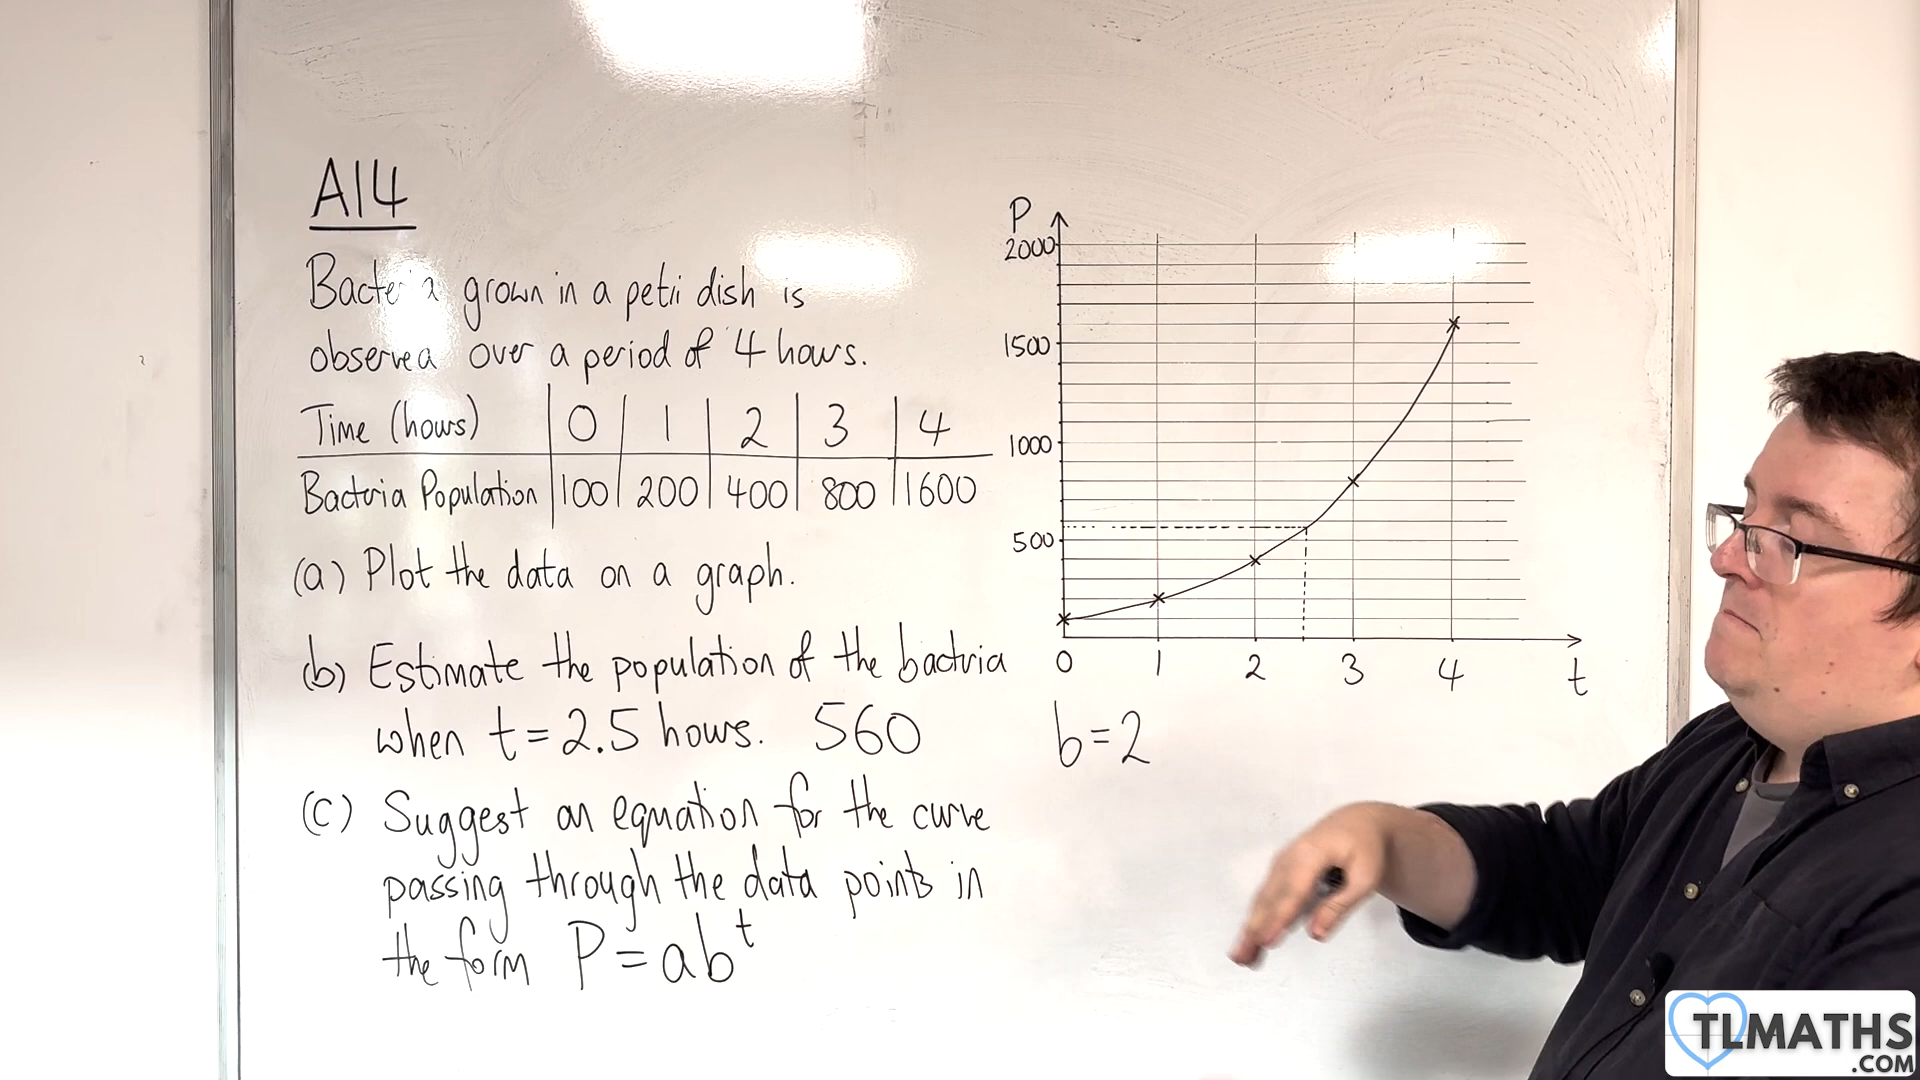 A14
Bacteria grown in a petri dish is
observed over a period of 4 hours.
Time (hours) 0 1 2 3 4
Bacteria Population 100 200 400 800 1600
(a) Plot the data on a graph.
(b) Estimate the population of the bacteria
when t = 2.5 hours. 560
(c) Suggest an equation for the curve
passing through the data points in
the form P = ab^t
P
2000
1500
1000
500
0 1 2 3 4 t
b = 2
TLMATHS
.COM